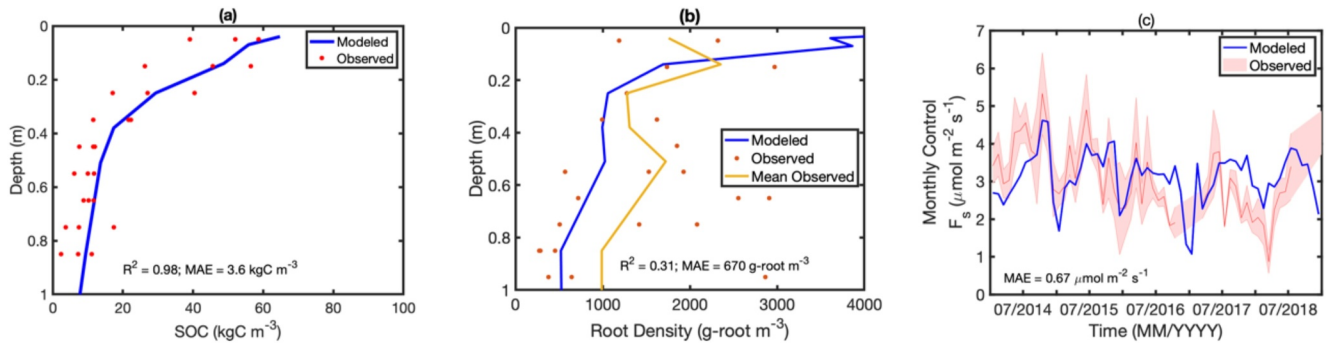 (a)
0
0.2
0.4
0.6
0.8
1
Depth (m)
Modeled
Observed
R² = 0.98; MAE = 3.6 kgC m⁻³
0 20 40 60 80 100
SOC (kgC m⁻³)
(b)
0
0.2
0.4
0.6
0.8
1
Depth (m)
Modeled
Observed
Mean Observed
R² = 0.31; MAE = 670 g-root m⁻³
0 1000 2000 3000 4000
Root Density (g-root m⁻³)
(c)
7
6
5
4
3
2
1
0
Monthly Control
Fₛ (μmol m⁻² s⁻¹)
Modeled
Observed
MAE = 0.67 μmol m⁻² s⁻¹
07/2014 07/2015 07/2016 07/2017 07/2018
Time (MM/YYYY)